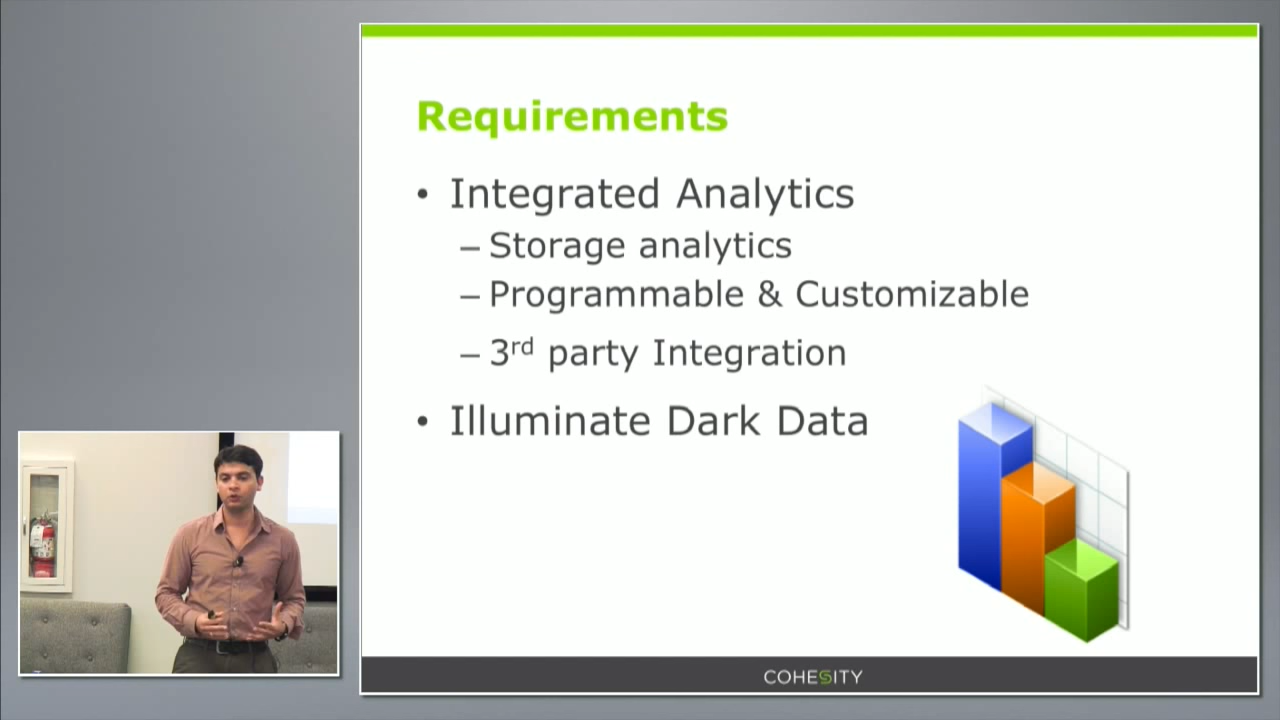 Requirements
• Integrated Analytics
– Storage analytics
– Programmable & Customizable
– 3rd party Integration
• Illuminate Dark Data
COHESITY